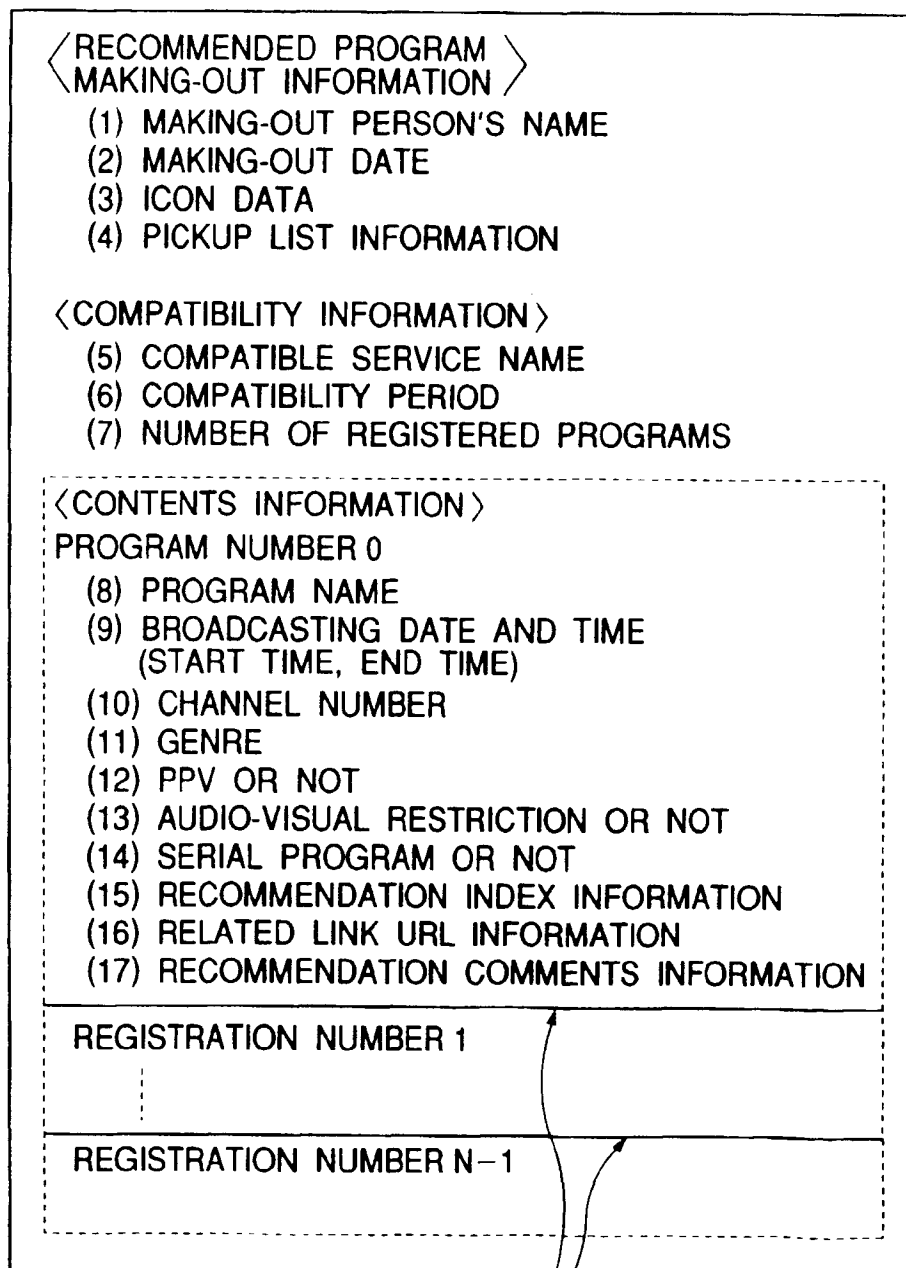 〈RECOMMENDED PROGRAM
MAKING-OUT INFORMATION〉
(1) MAKING-OUT PERSON'S NAME
(2) MAKING-OUT DATE
(3) ICON DATA
(4) PICKUP LIST INFORMATION
〈COMPATIBILITY INFORMATION〉
(5) COMPATIBLE SERVICE NAME
(6) COMPATIBILITY PERIOD
(7) NUMBER OF REGISTERED PROGRAMS
〈CONTENTS INFORMATION〉
PROGRAM NUMBER 0
(8) PROGRAM NAME
(9) BROADCASTING DATE AND TIME
(START TIME, END TIME)
(10) CHANNEL NUMBER
(11) GENRE
(12) PPV OR NOT
(13) AUDIO-VISUAL RESTRICTION OR NOT
(14) SERIAL PROGRAM OR NOT
(15) RECOMMENDATION INDEX INFORMATION
(16) RELATED LINK URL INFORMATION
(17) RECOMMENDATION COMMENTS INFORMATION
REGISTRATION NUMBER 1
REGISTRATION NUMBER N−1